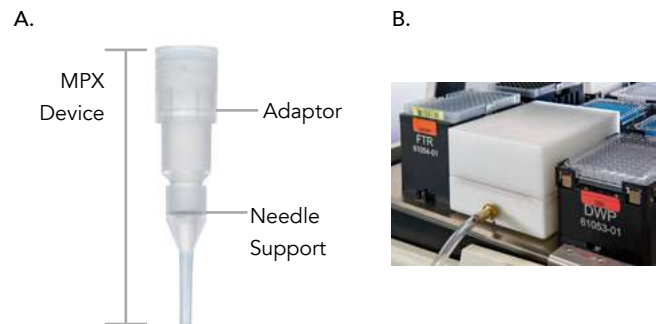 A.
B.
MPX
Device
Adaptor
Needle
Support
FTR
61054-01
DWP
61053-01